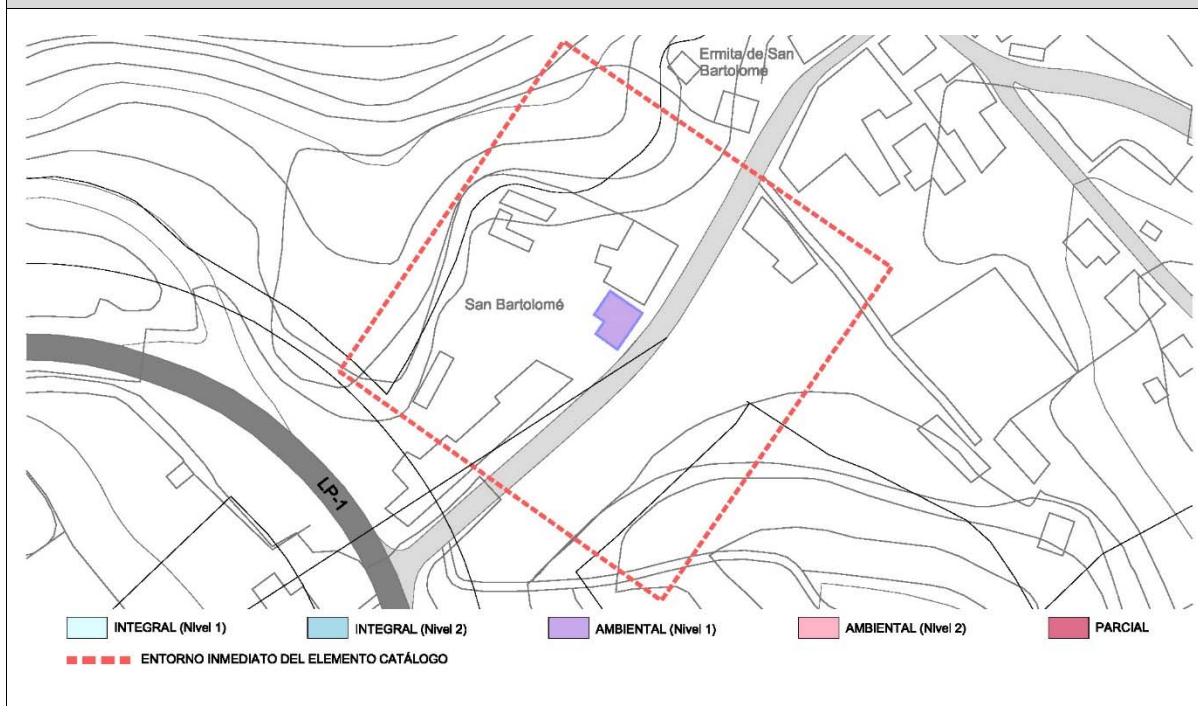 Ermita de San
Bartolomé
San Bartolomé
LP-1
INTEGRAL (Nivel 1)
INTEGRAL (Nivel 2)
AMBIENTAL (Nivel 1)
AMBIENTAL (Nivel 2)
PARCIAL
ENTORNO INMEDIATO DEL ELEMENTO CATÁLOGO